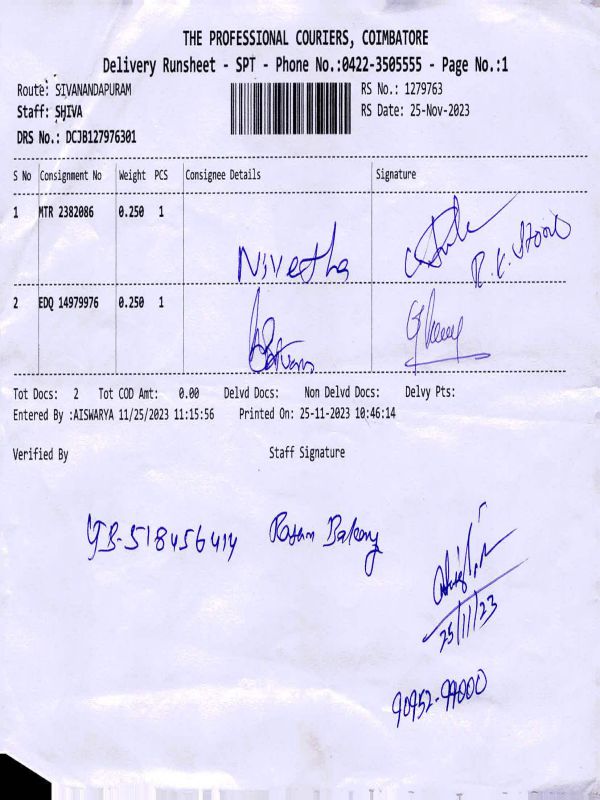 THE PROFESSIONAL COURIERS, COIMBATORE
Delivery Runsheet - SPT - Phone No.:0422-3505555 - Page No.:1
Route: SIVANANDAPURAM RS No.: 1279763
Staff: SHIVA RS Date: 25-Nov-2023
DRS No.: DCJB127976301
S No Consignment No Weight PCS Consignee Details Signature
1 MTR 2382086 0.250 1
Nivetha R.K. Store
2 EDQ 14979976 0.250 1
Tot Docs: 2 Tot COD Amt: 0.00 Delvd Docs: Non Delvd Docs: Delvy Pts:
Entered By :AISWARYA 11/25/2023 11:15:56 Printed On: 25-11-2023 10:46:14
Verified By Staff Signature
518456414 Bakery
25/11/23